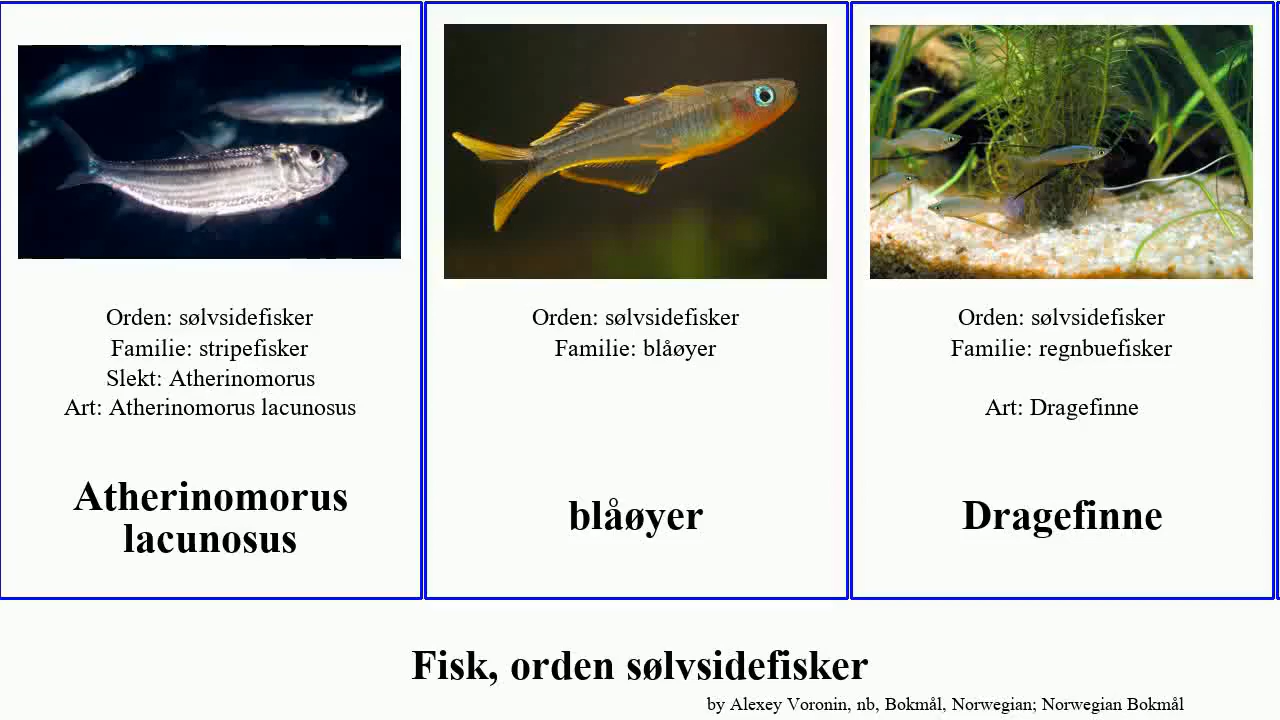 Orden: sølvsidefisker
Familie: stripefisker
Slekt: Atherinomorus
Art: Atherinomorus lacunosus
Atherinomorus
lacunosus
Orden: sølvsidefisker
Familie: blåøyer
blåøyer
Orden: sølvsidefisker
Familie: regnbuefisker
Art: Dragefinne
Dragefinne
Fisk, orden sølvsidefisker
by Alexey Voronin, nb, Bokmål, Norwegian; Norwegian Bokmål